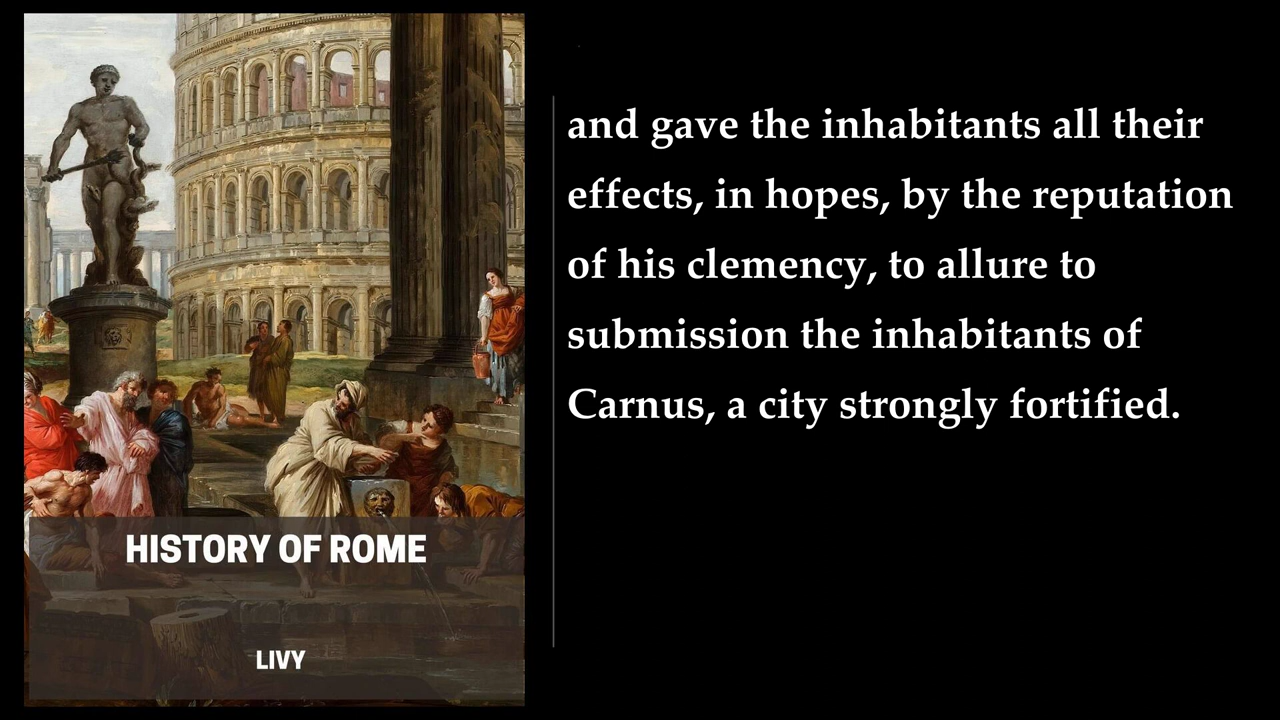 and gave the inhabitants all their
effects, in hopes, by the reputation
of his clemency, to allure to
submission the inhabitants of
Carnus, a city strongly fortified.
HISTORY OF ROME
LIVY